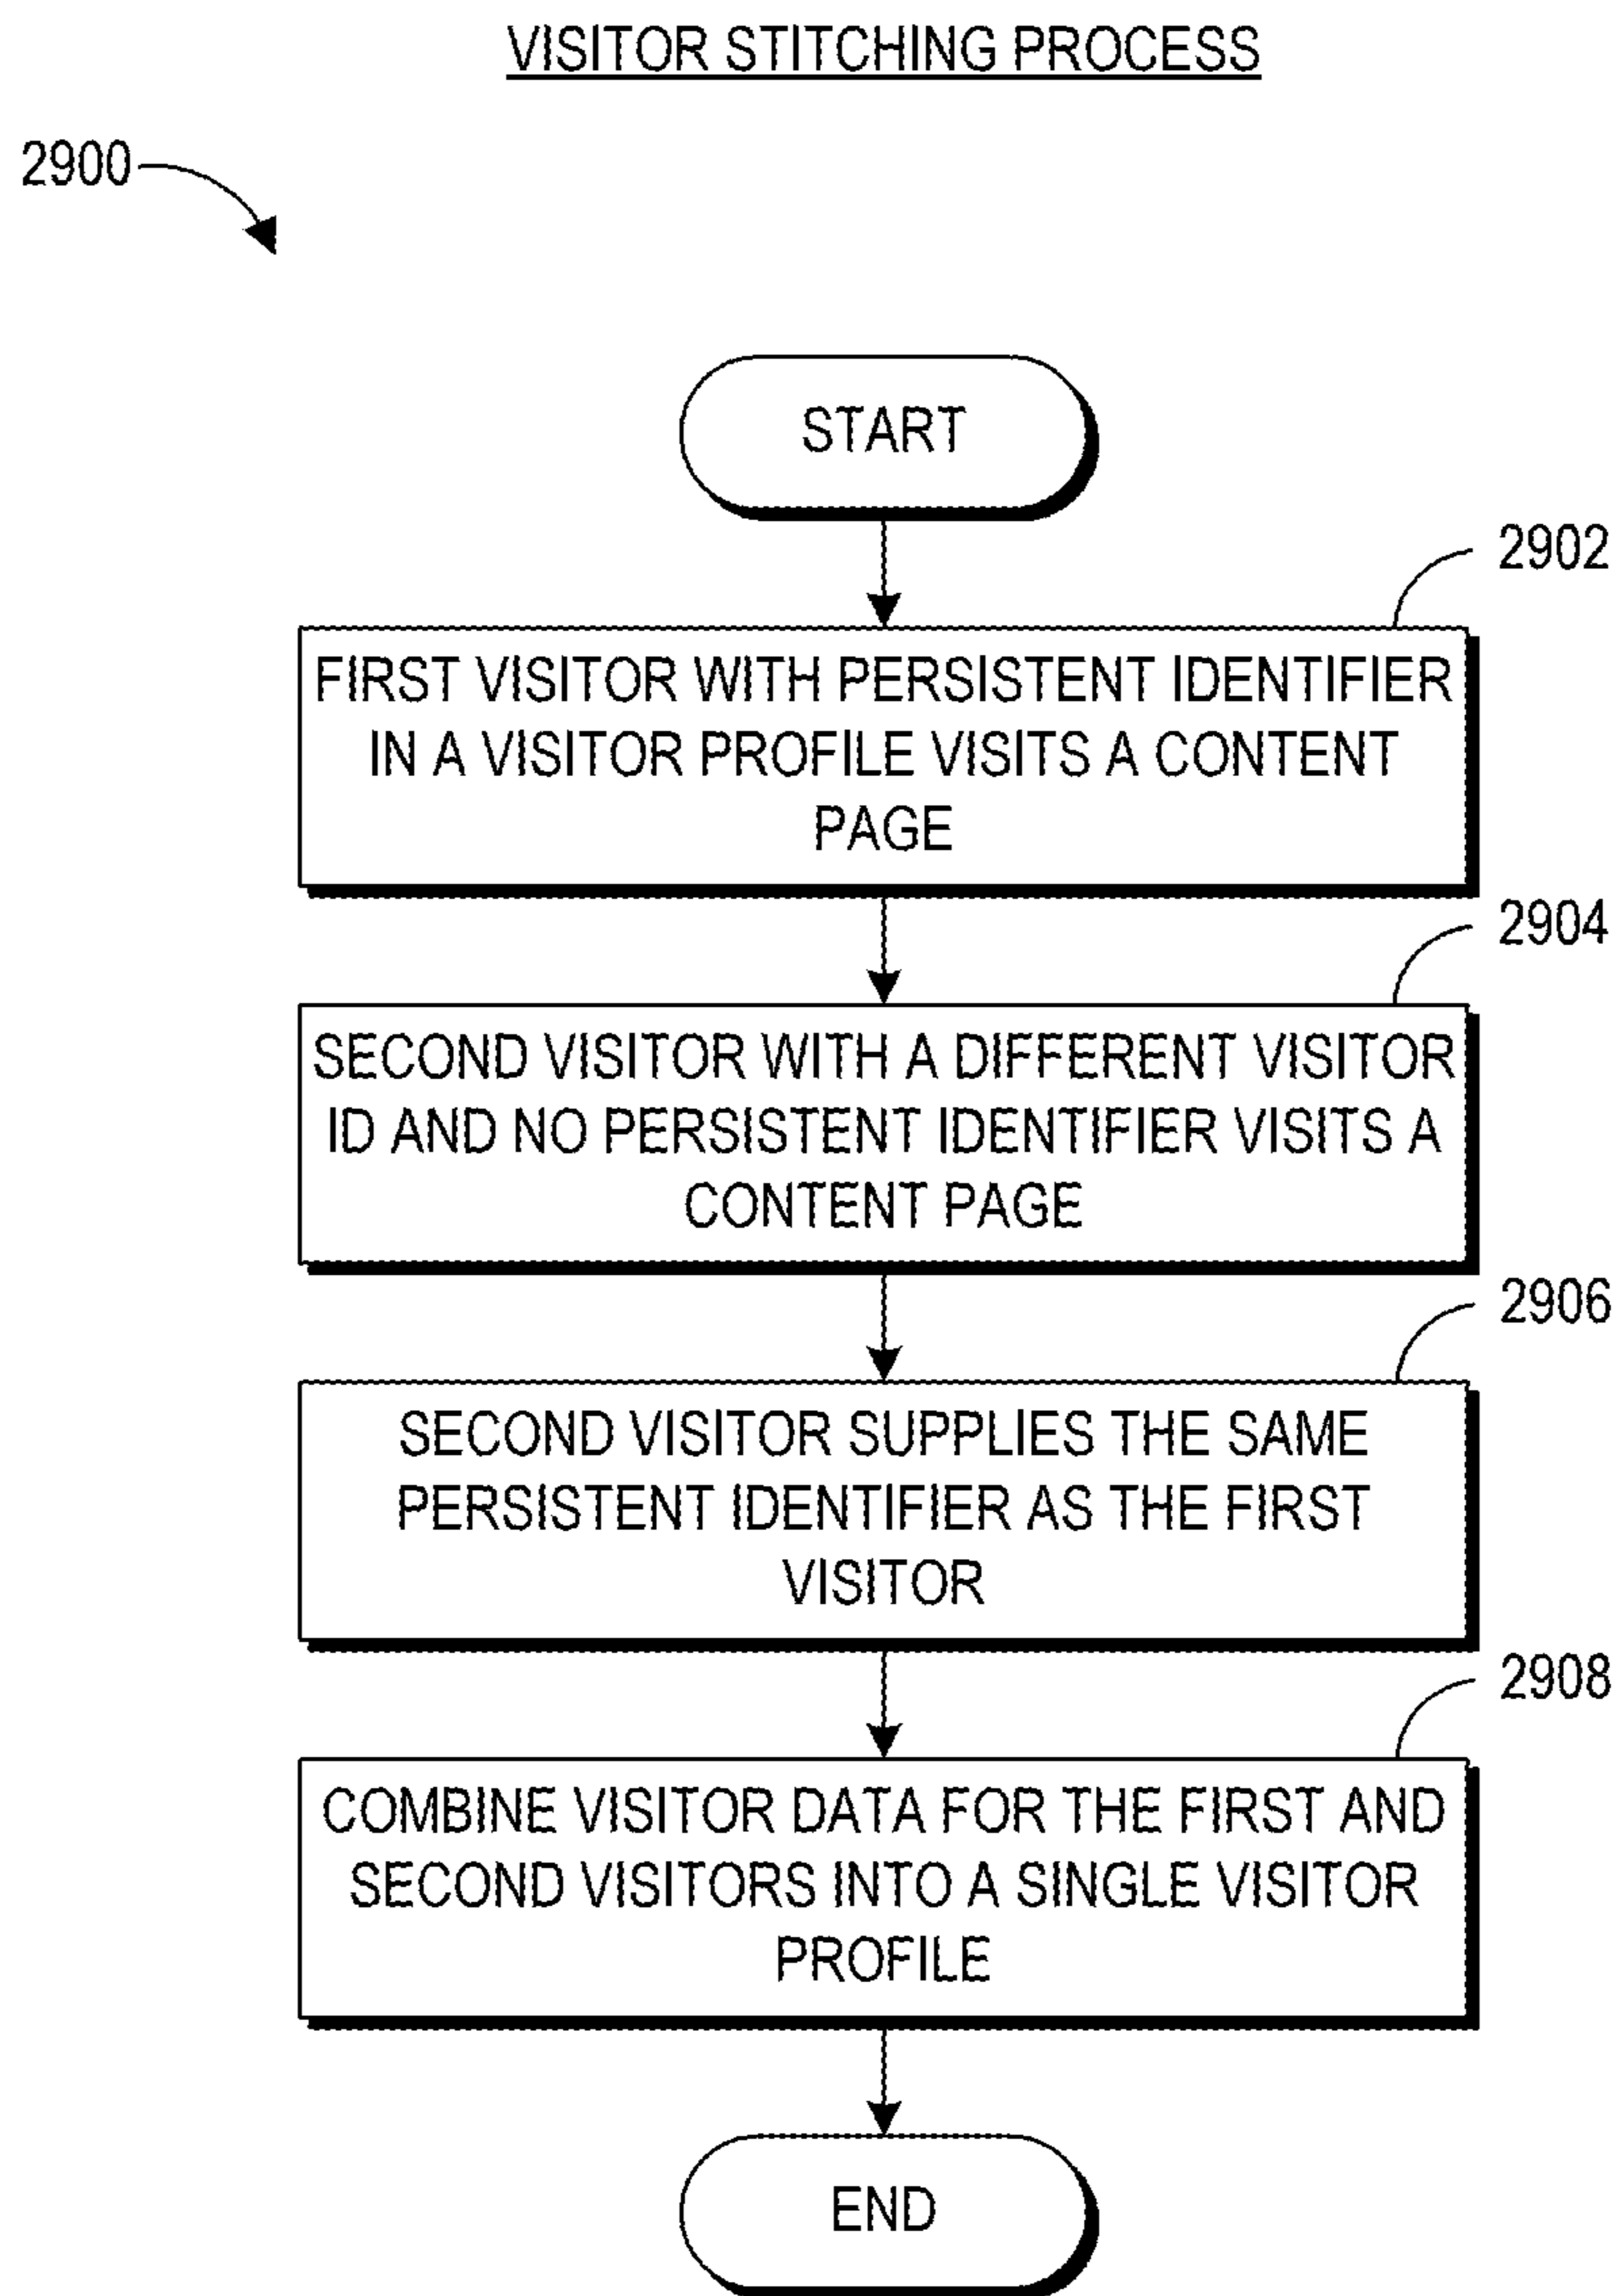 VISITOR STITCHING PROCESS
2900
START
2902
FIRST VISITOR WITH PERSISTENT IDENTIFIER
IN A VISITOR PROFILE VISITS A CONTENT
PAGE
2904
SECOND VISITOR WITH A DIFFERENT VISITOR
ID AND NO PERSISTENT IDENTIFIER VISITS A
CONTENT PAGE
2906
SECOND VISITOR SUPPLIES THE SAME
PERSISTENT IDENTIFIER AS THE FIRST
VISITOR
2908
COMBINE VISITOR DATA FOR THE FIRST AND
SECOND VISITORS INTO A SINGLE VISITOR
PROFILE
END